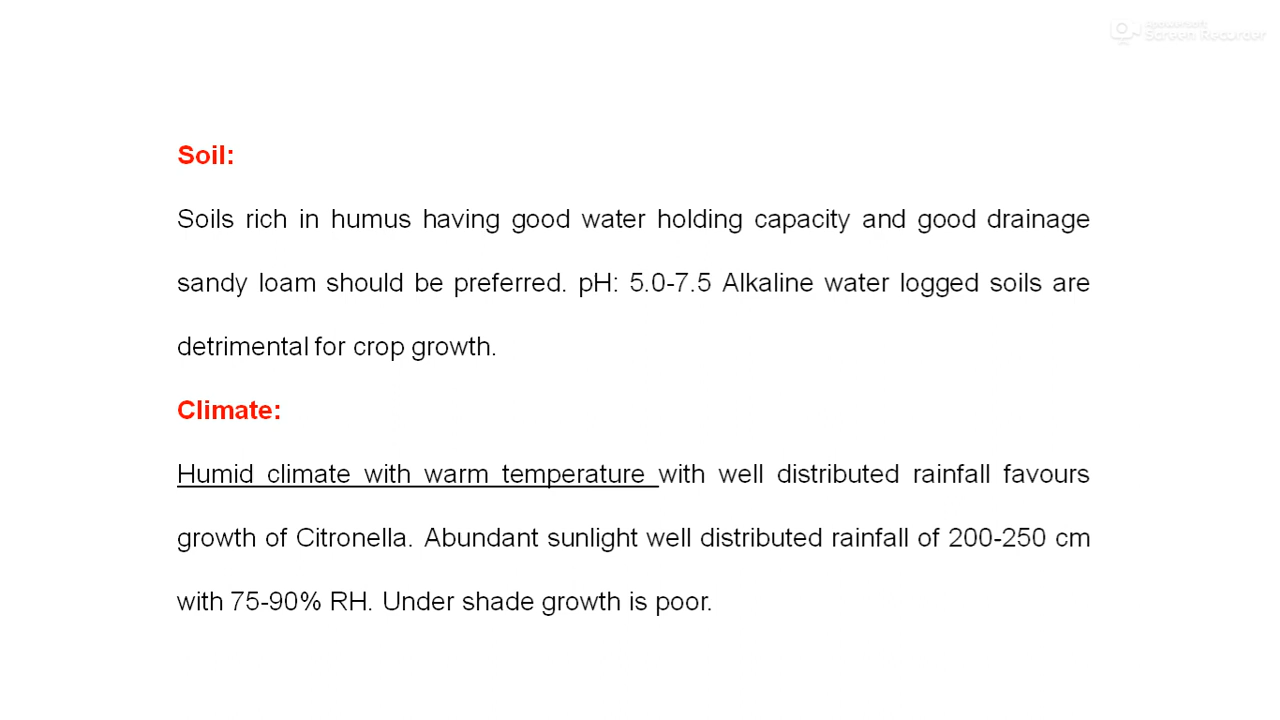 Apowersoft
Screen Recorder
Soil:
Soils rich in humus having good water holding capacity and good drainage
sandy loam should be preferred. pH: 5.0-7.5 Alkaline water logged soils are
detrimental for crop growth.
Climate:
Humid climate with warm temperature with well distributed rainfall favours
growth of Citronella. Abundant sunlight well distributed rainfall of 200-250 cm
with 75-90% RH. Under shade growth is poor.